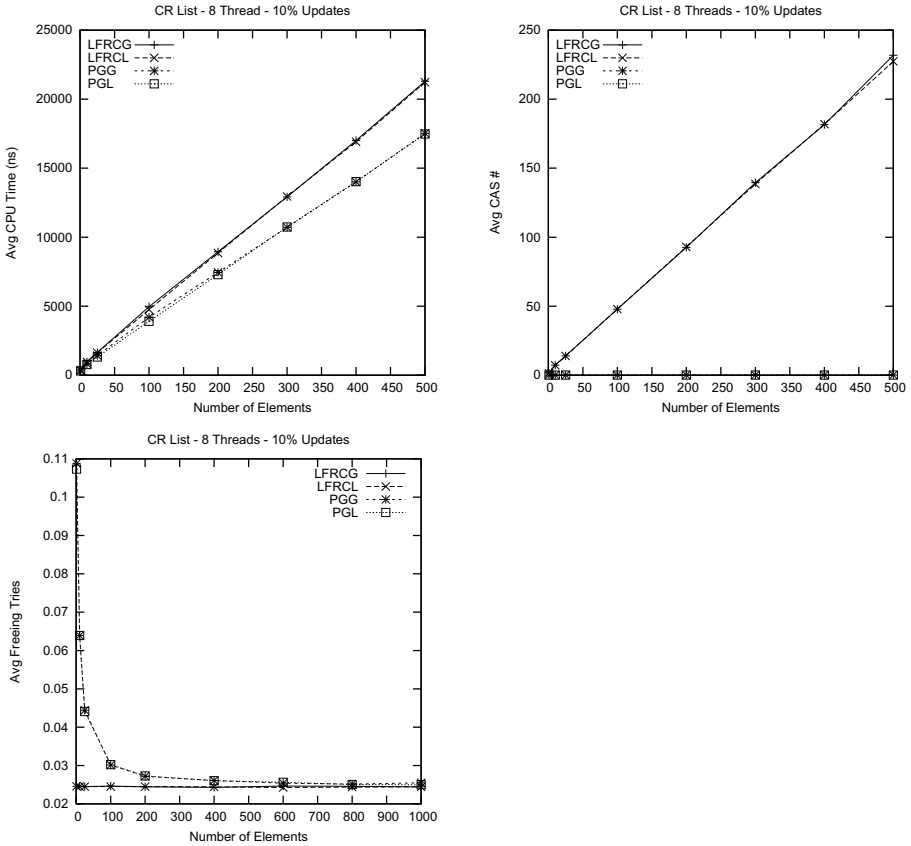 CR List - 8 Thread - 10% Updates
25000
20000
15000
10000
5000
0
Avg CPU Time (ns)
LFRCG
LFRCL
PGG
PGL
0 50 100 150 200 250 300 350 400 450 500
Number of Elements
CR List - 8 Threads - 10% Updates
250
200
150
100
50
0
Avg CAS #
LFRCG
LFRCL
PGG
PGL
0 50 100 150 200 250 300 350 400 450 500
Number of Elements
CR List - 8 Threads - 10% Updates
0.11
0.1
0.09
0.08
0.07
0.06
0.05
0.04
0.03
0.02
Avg Freeing Tries
LFRCG
LFRCL
PGG
PGL
0 100 200 300 400 500 600 700 800 900 1000
Number of Elements